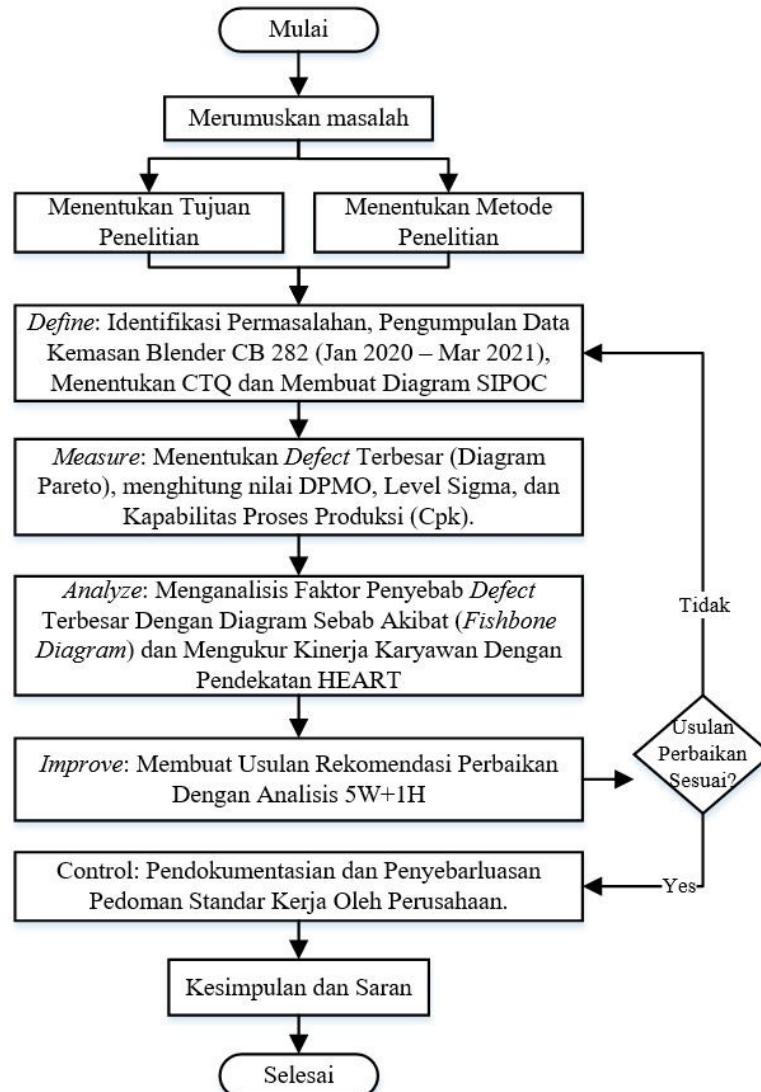 Mulai
Merumuskan masalah
Menentukan Tujuan
Penelitian
Menentukan Metode
Penelitian
Define: Identifikasi Permasalahan, Pengumpulan Data
Kemasan Blender CB 282 (Jan 2020 – Mar 2021),
Menentukan CTQ dan Membuat Diagram SIPOC
Measure: Menentukan Defect Terbesar (Diagram
Pareto), menghitung nilai DPMO, Level Sigma, dan
Kapabilitas Proses Produksi (Cpk).
Analyze: Menganalisis Faktor Penyebab Defect
Terbesar Dengan Diagram Sebab Akibat (Fishbone
Diagram) dan Mengukur Kinerja Karyawan Dengan
Pendekatan HEART
Improve: Membuat Usulan Rekomendasi Perbaikan
Dengan Analisis 5W+1H
Usulan
Perbaikan
Sesuai?
Tidak
Yes
Control: Pendokumentasian dan Penyebarluasan
Pedoman Standar Kerja Oleh Perusahaan.
Kesimpulan dan Saran
Selesai